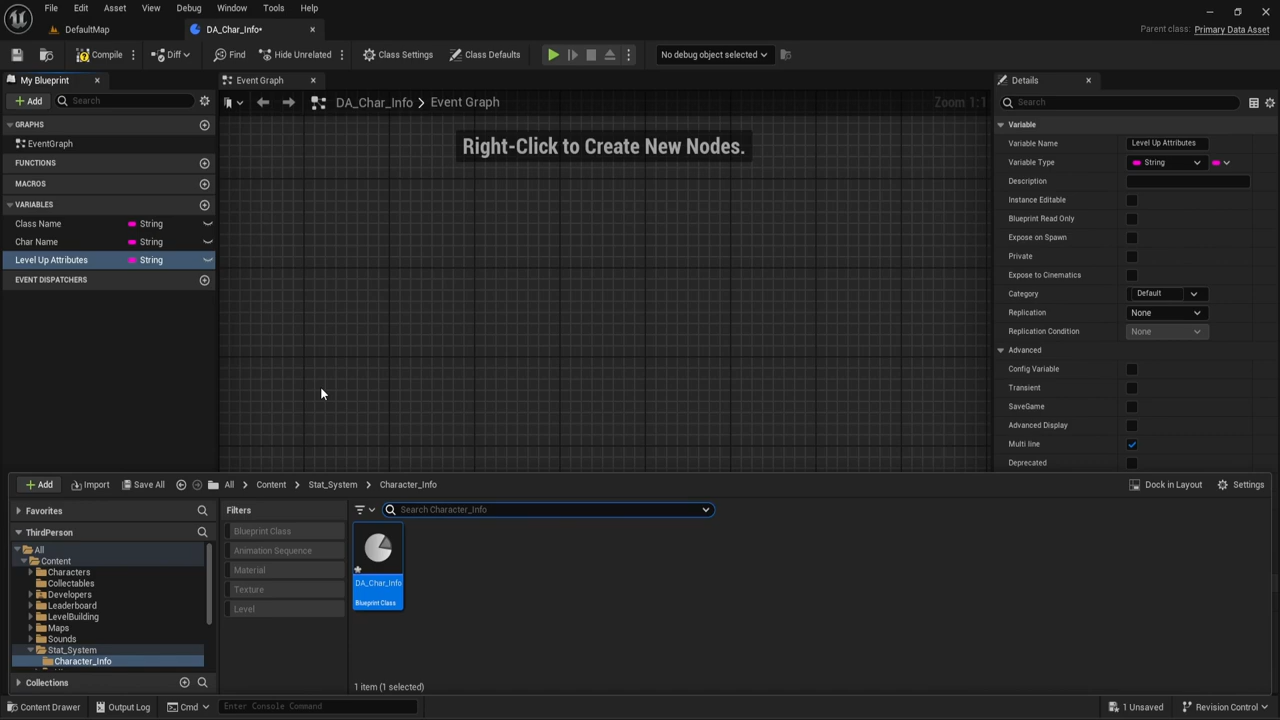 File Edit Asset View Debug Window Tools Help
DefaultMap
DA_Char_Info•
Parent class: Primary Data Asset
Compile
Diff
Find
Hide Unrelated
Class Settings
Class Defaults
No debug object selected
My Blueprint
Add
Search
GRAPHS
EventGraph
FUNCTIONS
MACROS
VARIABLES
Class Name String
Char Name String
Level Up Attributes String
EVENT DISPATCHERS
Event Graph
DA_Char_Info > Event Graph
Zoom 1:1
Right-Click to Create New Nodes.
Details
Search
Variable
Variable Name Level Up Attributes
Variable Type String
Description
Instance Editable
Blueprint Read Only
Expose on Spawn
Private
Expose to Cinematics
Category Default
Replication None
Replication Condition None
Advanced
Config Variable
Transient
SaveGame
Advanced Display
Multi line
Deprecated
Add Import Save All All > Content > Stat_System > Character_Info
Dock in Layout Settings
Favorites
ThirdPerson
All
Content
Characters
Collectables
Developers
Leaderboard
LevelBuilding
Maps
Sounds
Stat_System
Character_Info
Collections
Filters
Blueprint Class
Animation Sequence
Material
Texture
Level
Search Character_Info
DA_Char_Info
Blueprint Class
1 item (1 selected)
Content Drawer
Output Log
Cmd
Enter Console Command
1 Unsaved
Revision Control